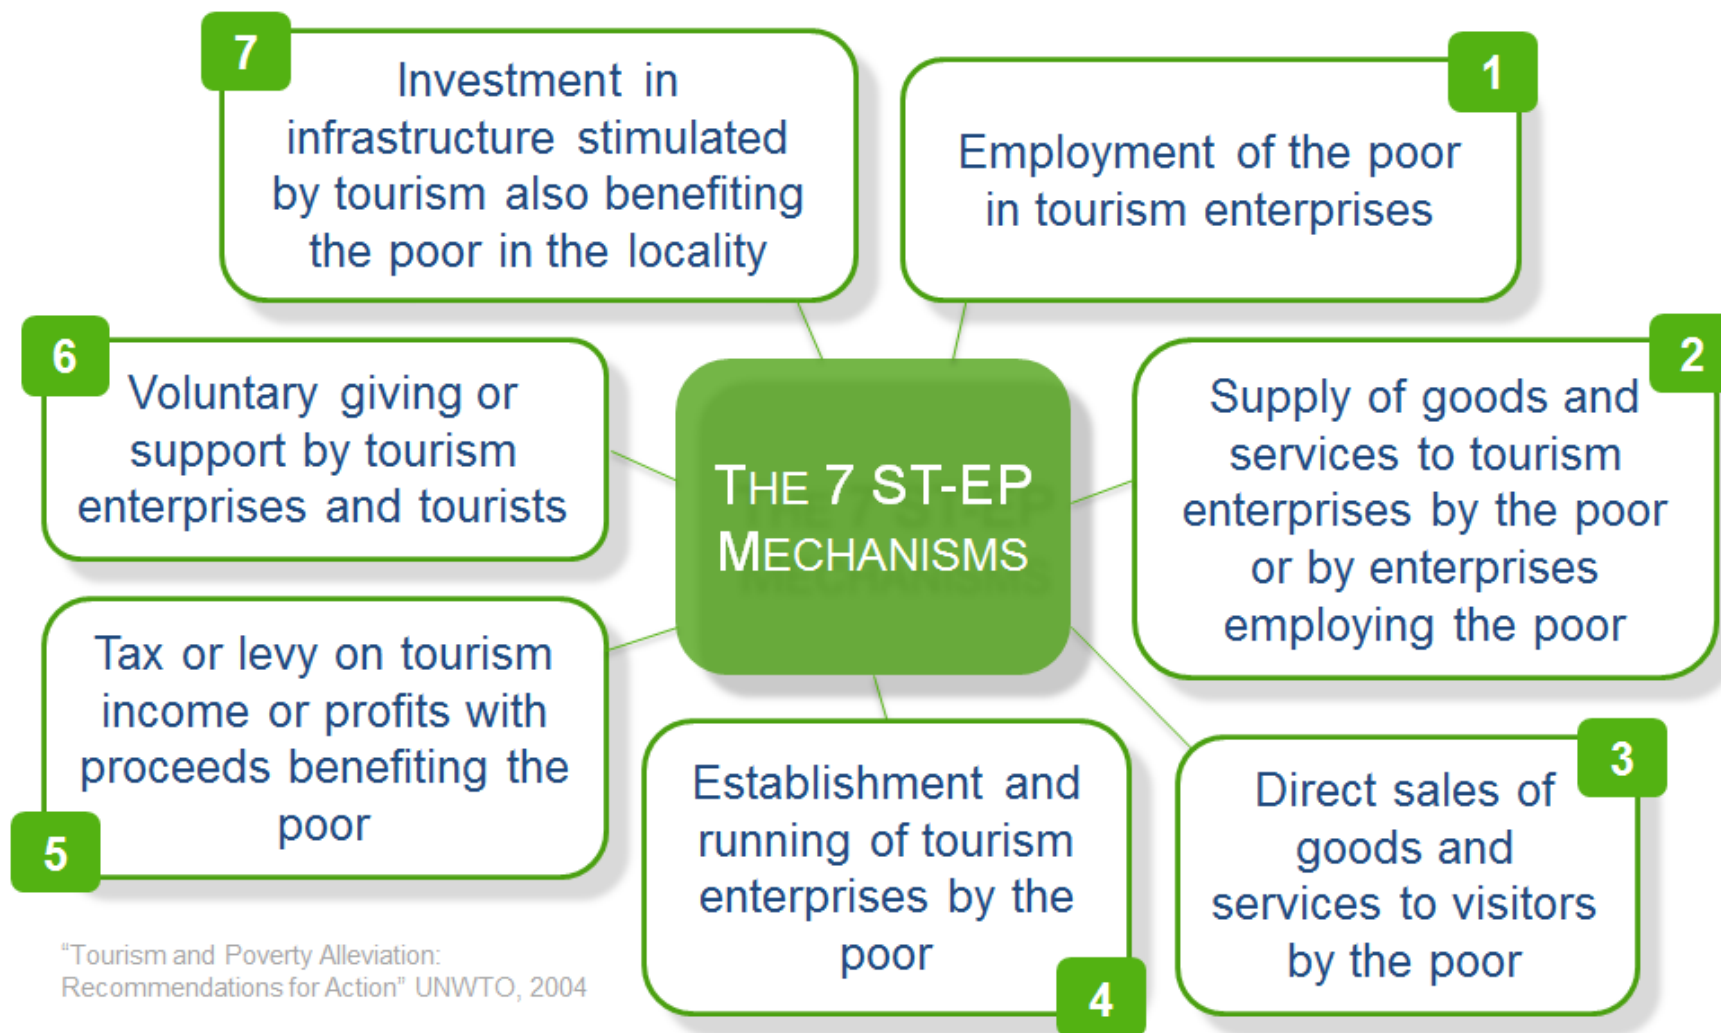 The 7 ST-EP
Mechanisms
1
Employment of the poor
in tourism enterprises
2
Supply of goods and
services to tourism
enterprises by the poor
or by enterprises
employing the poor
3
Direct sales of
goods and
services to visitors
by the poor
4
Establishment and
running of tourism
enterprises by the
poor
5
Tax or levy on tourism
income or profits with
proceeds benefiting the
poor
6
Voluntary giving or
support by tourism
enterprises and tourists
7
Investment in
infrastructure stimulated
by tourism also benefiting
the poor in the locality
“Tourism and Poverty Alleviation:
Recommendations for Action” UNWTO, 2004